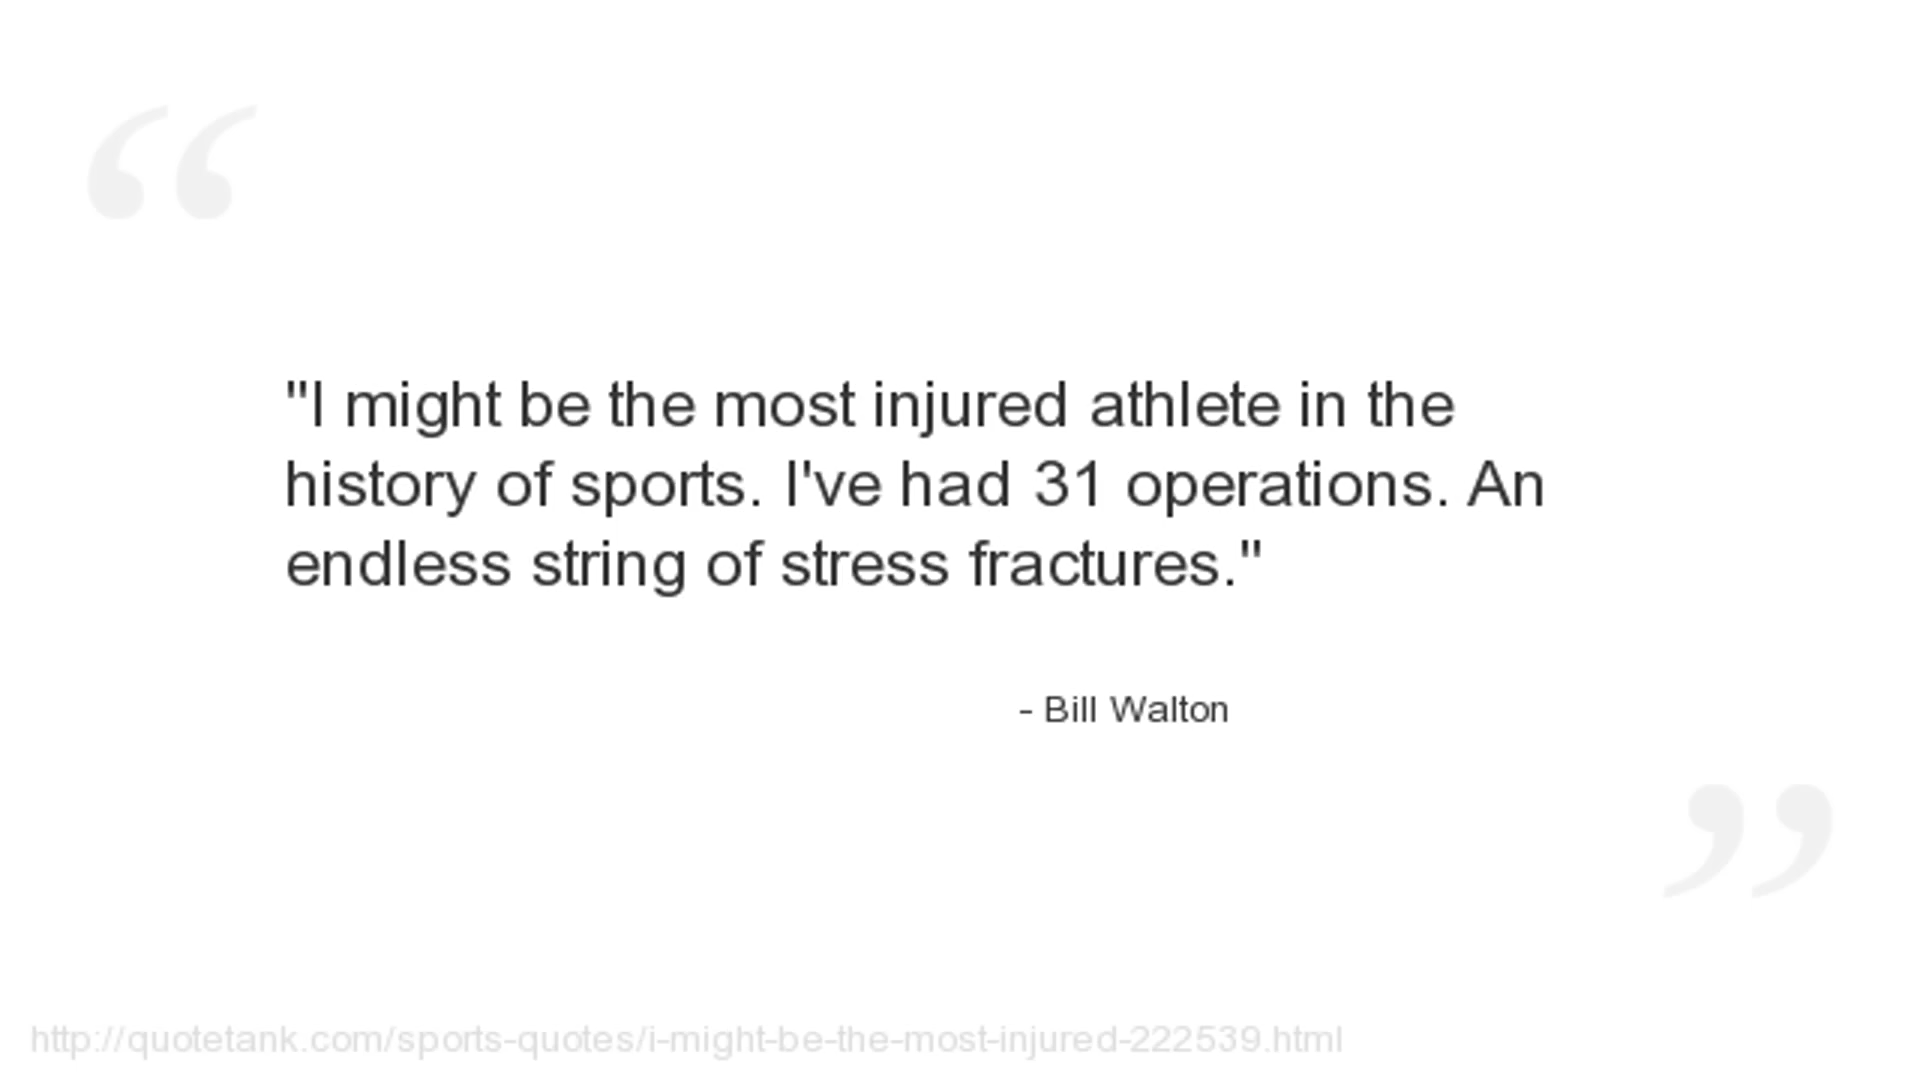 "I might be the most injured athlete in the
history of sports. I've had 31 operations. An
endless string of stress fractures."
- Bill Walton
http://quotetank.com/sports-quotes/i-might-be-the-most-injured-222539.html